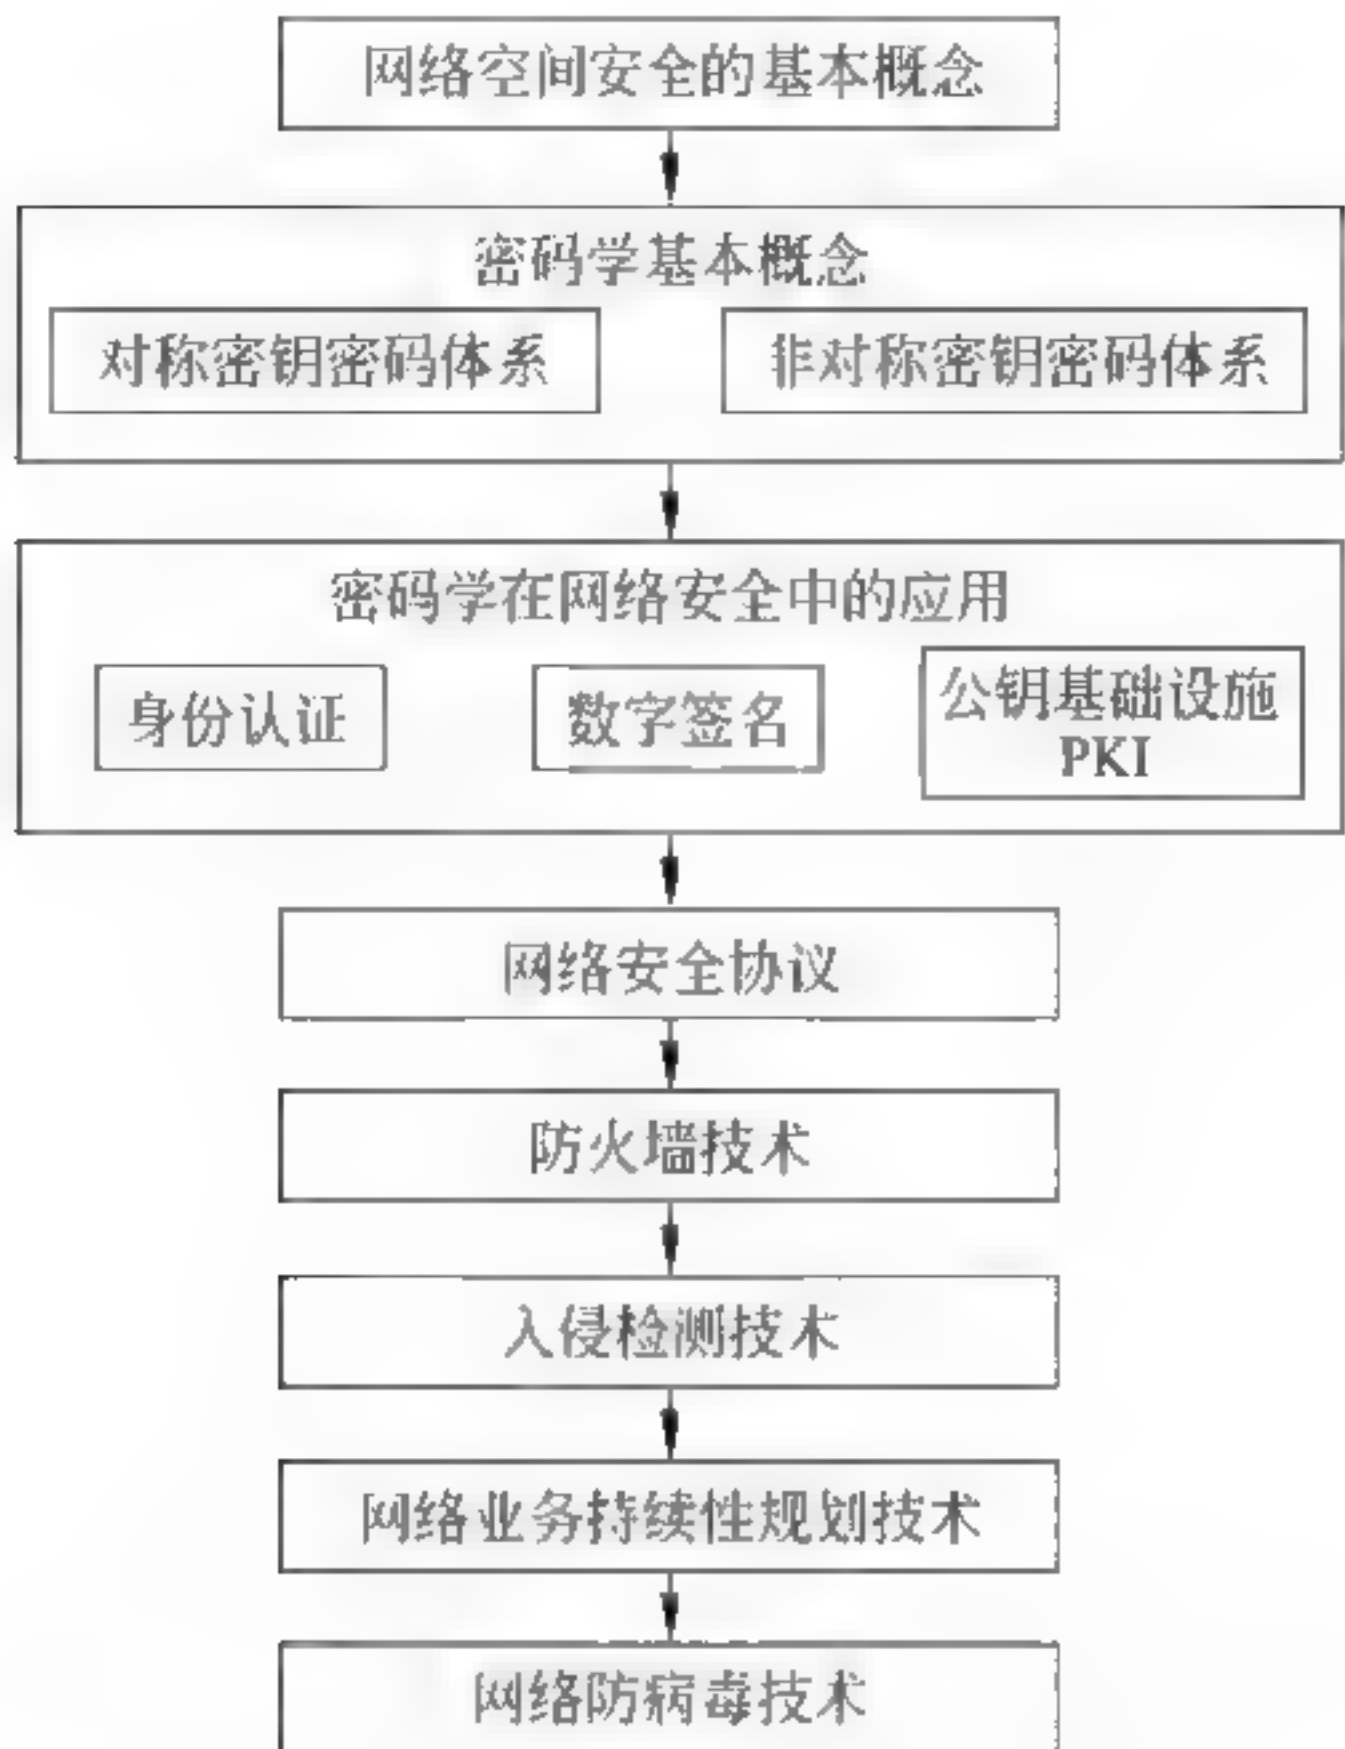 网络空间安全的基本概念
密码学基本概念
对称密钥密码体系
非对称密钥密码体系
密码学在网络安全中的应用
身份认证
数字签名
公钥基础设施
PKI
网络安全协议
防火墙技术
入侵检测技术
网络业务持续性规划技术
网络防病毒技术